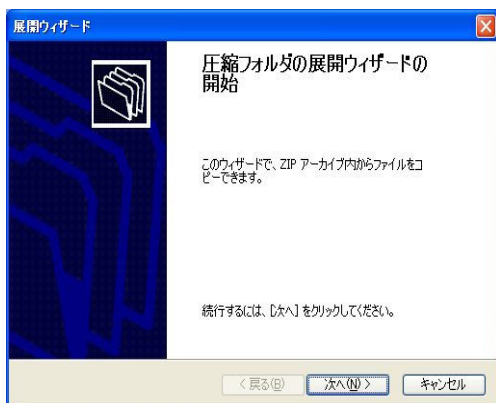 展開ウィザード
圧縮フォルダの展開ウィザードの
開始
このウィザードで、ZIP アーカイブ内からファイルをコ
ピーできます。
続行するには、[次へ] をクリックしてください。
< 戻る(B)
次へ(N) >
キャンセル